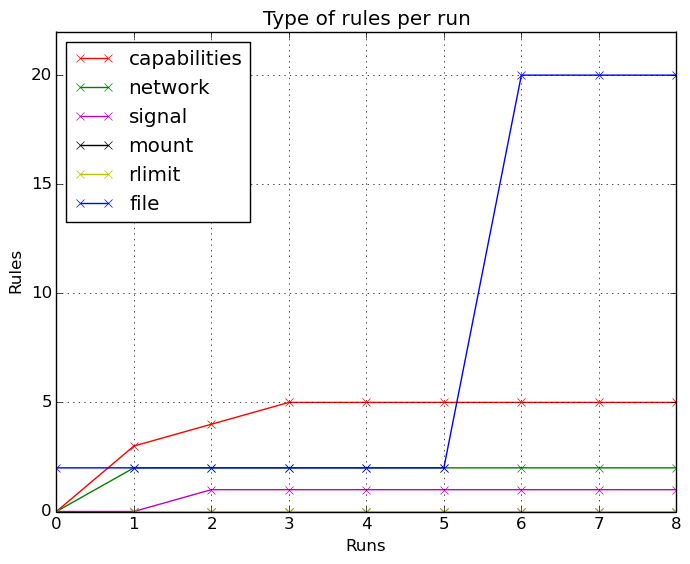 Type of rules per run
capabilities
network
signal
mount
rlimit
file
20
15
10
5
0
Rules
0 1 2 3 4 5 6 7 8
Runs